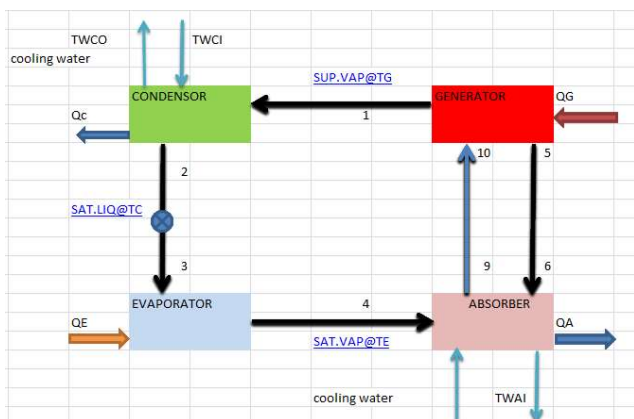 TWCO TWCI
cooling water
SUP.VAP@TG
CONDENSOR GENERATOR
Qc 1 QG
10 5
2
SAT.LIQ@TC
3 9 6
EVAPORATOR 4 ABSORBER
QE QA
SAT.VAP@TE
cooling water TWAI